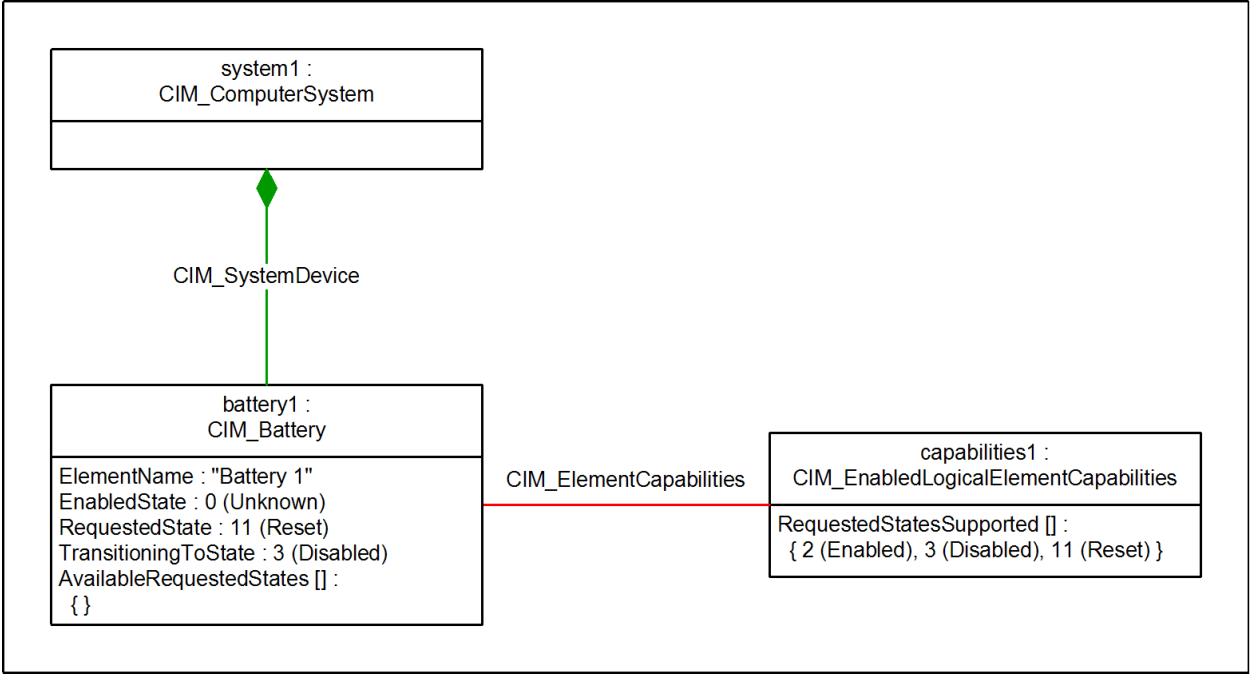 system1 :
CIM_ComputerSystem
CIM_SystemDevice
battery1 :
CIM_Battery
ElementName : "Battery 1"
EnabledState : 0 (Unknown)
RequestedState : 11 (Reset)
TransitioningToState : 3 (Disabled)
AvailableRequestedStates [] :
{ }
CIM_ElementCapabilities
capabilities1 :
CIM_EnabledLogicalElementCapabilities
RequestedStatesSupported [] :
{ 2 (Enabled), 3 (Disabled), 11 (Reset) }